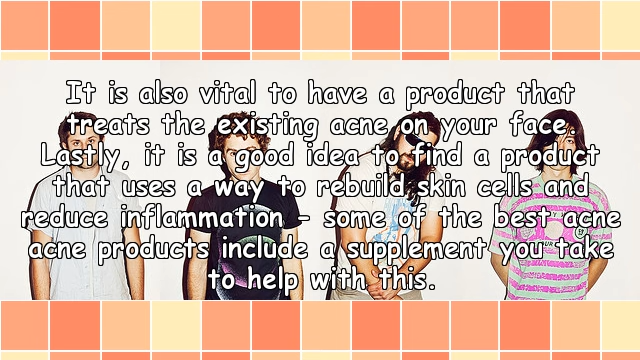 It is also vital to have a product that
treats the existing acne on your face.
Lastly, it is a good idea to find a product
that uses a way to rebuild skin cells and
reduce inflammation - some of the best acne
acne products include a supplement you take
to help with this.